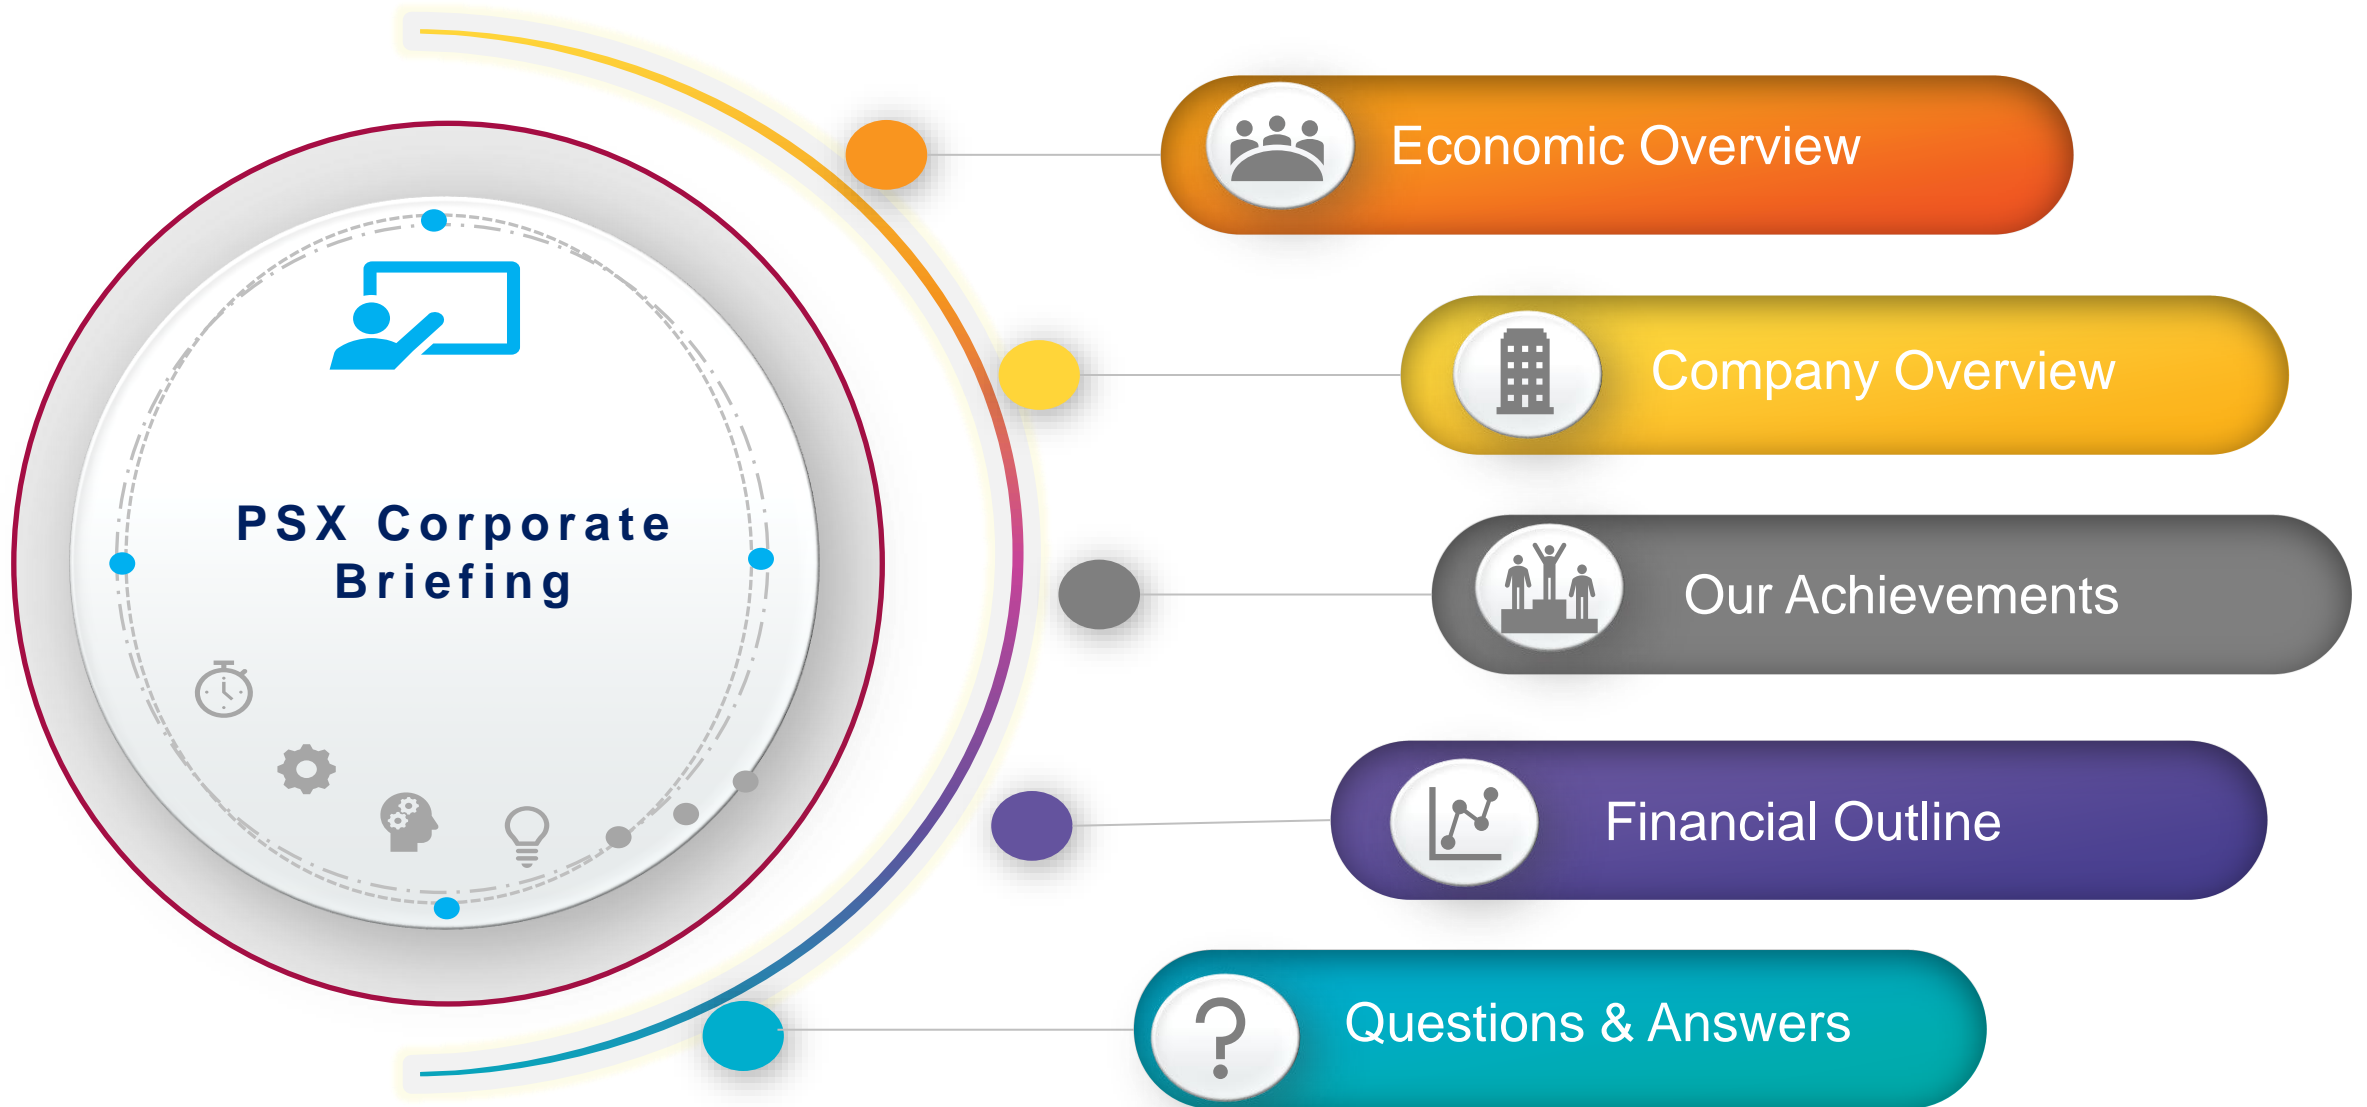 PSX Corporate
Briefing
Economic Overview
Company Overview
Our Achievements
Financial Outline
Questions & Answers